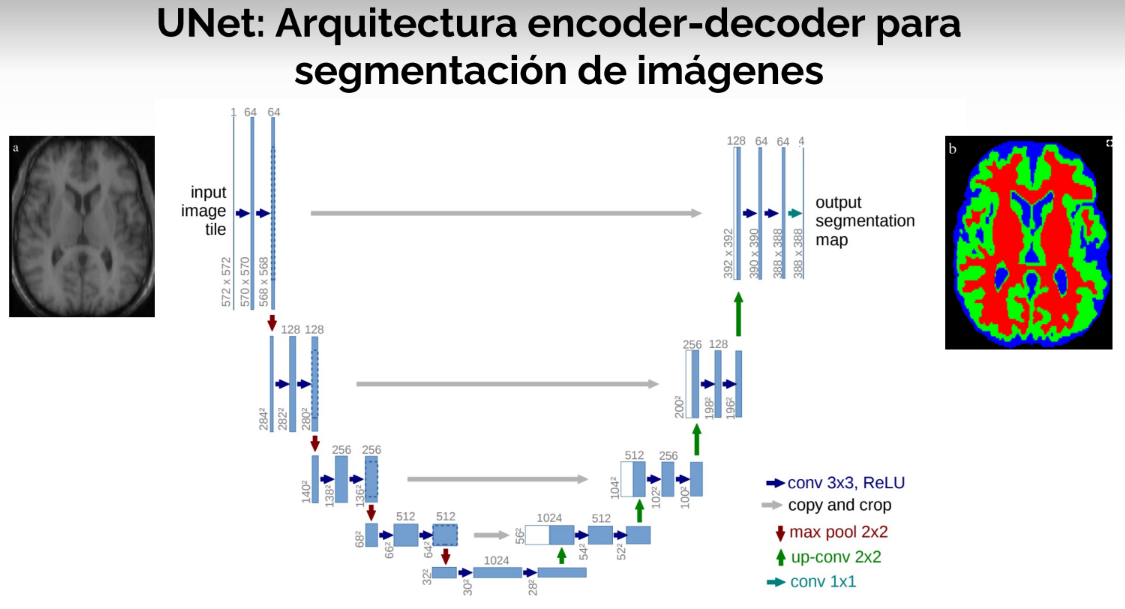 UNet: Arquitectura encoder-decoder para
segmentación de imágenes
a
input
image
tile
1 64 64
572 x 572
570 x 570
568 x 568
128 128
284²
282²
280²
256 256
140²
138²
136²
512 512
68²
66²
64²
1024
32²
30²
28²
1024 512
56²
54²
52²
512 256
104²
102²
100²
256 128
200²
198²
196²
128 64 64 4
392 x 392
390 x 390
388 x 388
388 x 388
output
segmentation
map
b
conv 3x3, ReLU
copy and crop
max pool 2x2
up-conv 2x2
conv 1x1